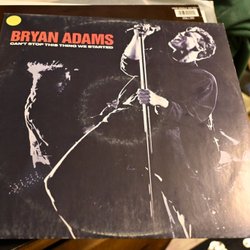 BRYAN ADAMS
CAN'T STOP THIS THING WE STARTED